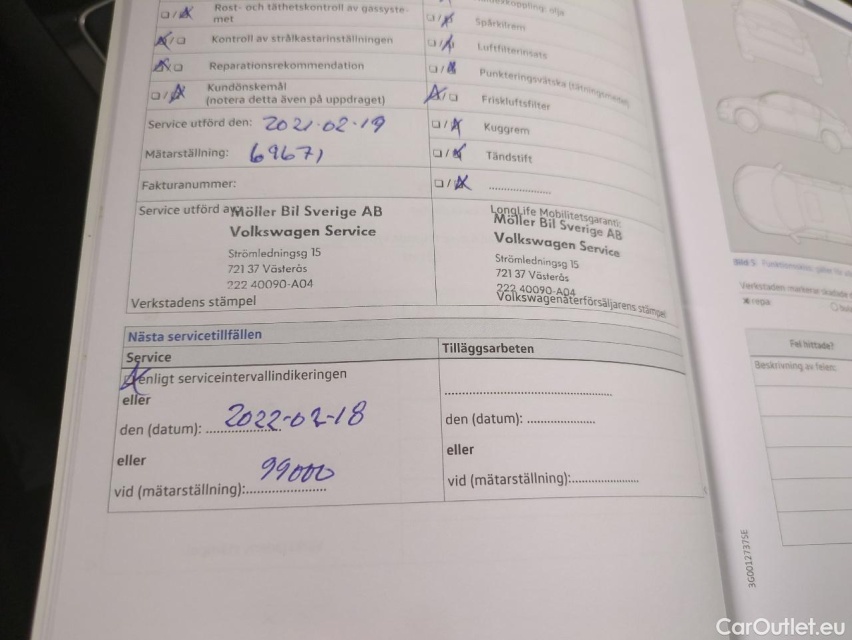 Rost- och täthetskontroll av gassyste-
met
Kontroll av strålkastarinställningen
Reparationsrekommendation
Kundönskemål
(notera detta även på uppdraget)
Service utförd den: 2021-02-19
Mätarställning: 69671
Fakturanummer:
Service utförd av:
Möller Bil Sverige AB
Volkswagen Service
Strömledningsg 15
721 37 Västerås
222 40090-A04
Verkstadens stämpel
Spärkilrem
Luftfilterinsats
Punkteringsvätska (tätningsmedel)
Friskluftsfilter
Kuggrem
Tändstift
....................
LongLife Mobilitetsgaranti:
Möller Bil Sverige AB
Volkswagen Service
Strömledningsg 15
721 37 Västerås
222 40090-A04
Volkswagenåterförsäljarens stämpel
Nästa servicetillfällen
Service
enligt serviceintervallindikeringen
eller
den (datum): 2022-02-18
eller
vid (mätarställning): 99000
Tilläggsarbeten
den (datum): ....................
eller
vid (mätarställning):....................
Bild 5
Verkstaden markerar skadade
Fel hittade?
Beskrivning av felen:
3G0012737SE
CarOutlet.eu